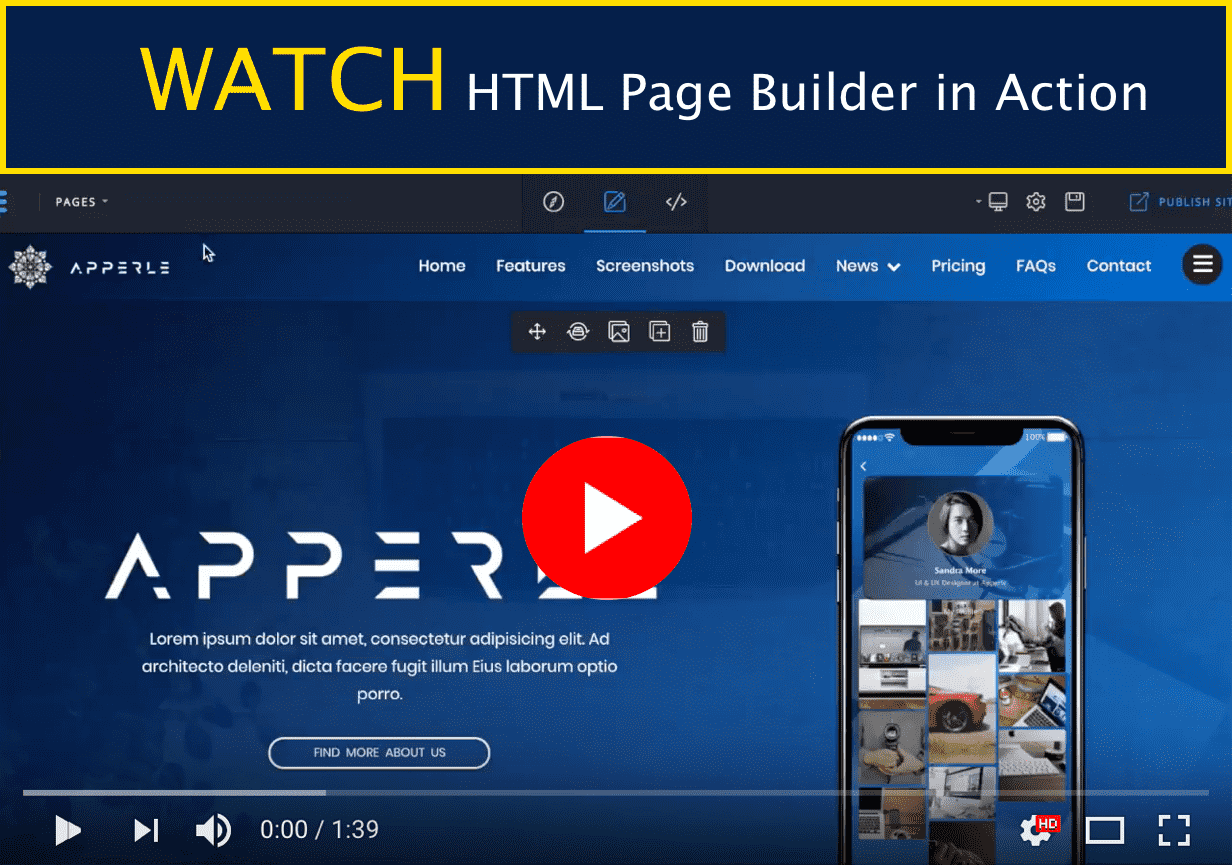 WATCH HTML Page Builder in Action
PAGES
PUBLISH SIT
APPERLE
Home Features Screenshots Download News Pricing FAQs Contact
100%
Sandra More
UI & UX Designer at Apperle
APPERLE
Lorem ipsum dolor sit amet, consectetur adipisicing elit. Ad
architecto deleniti, dicta facere fugit illum Eius laborum optio
porro.
FIND MORE ABOUT US
0:00 / 1:39
HD